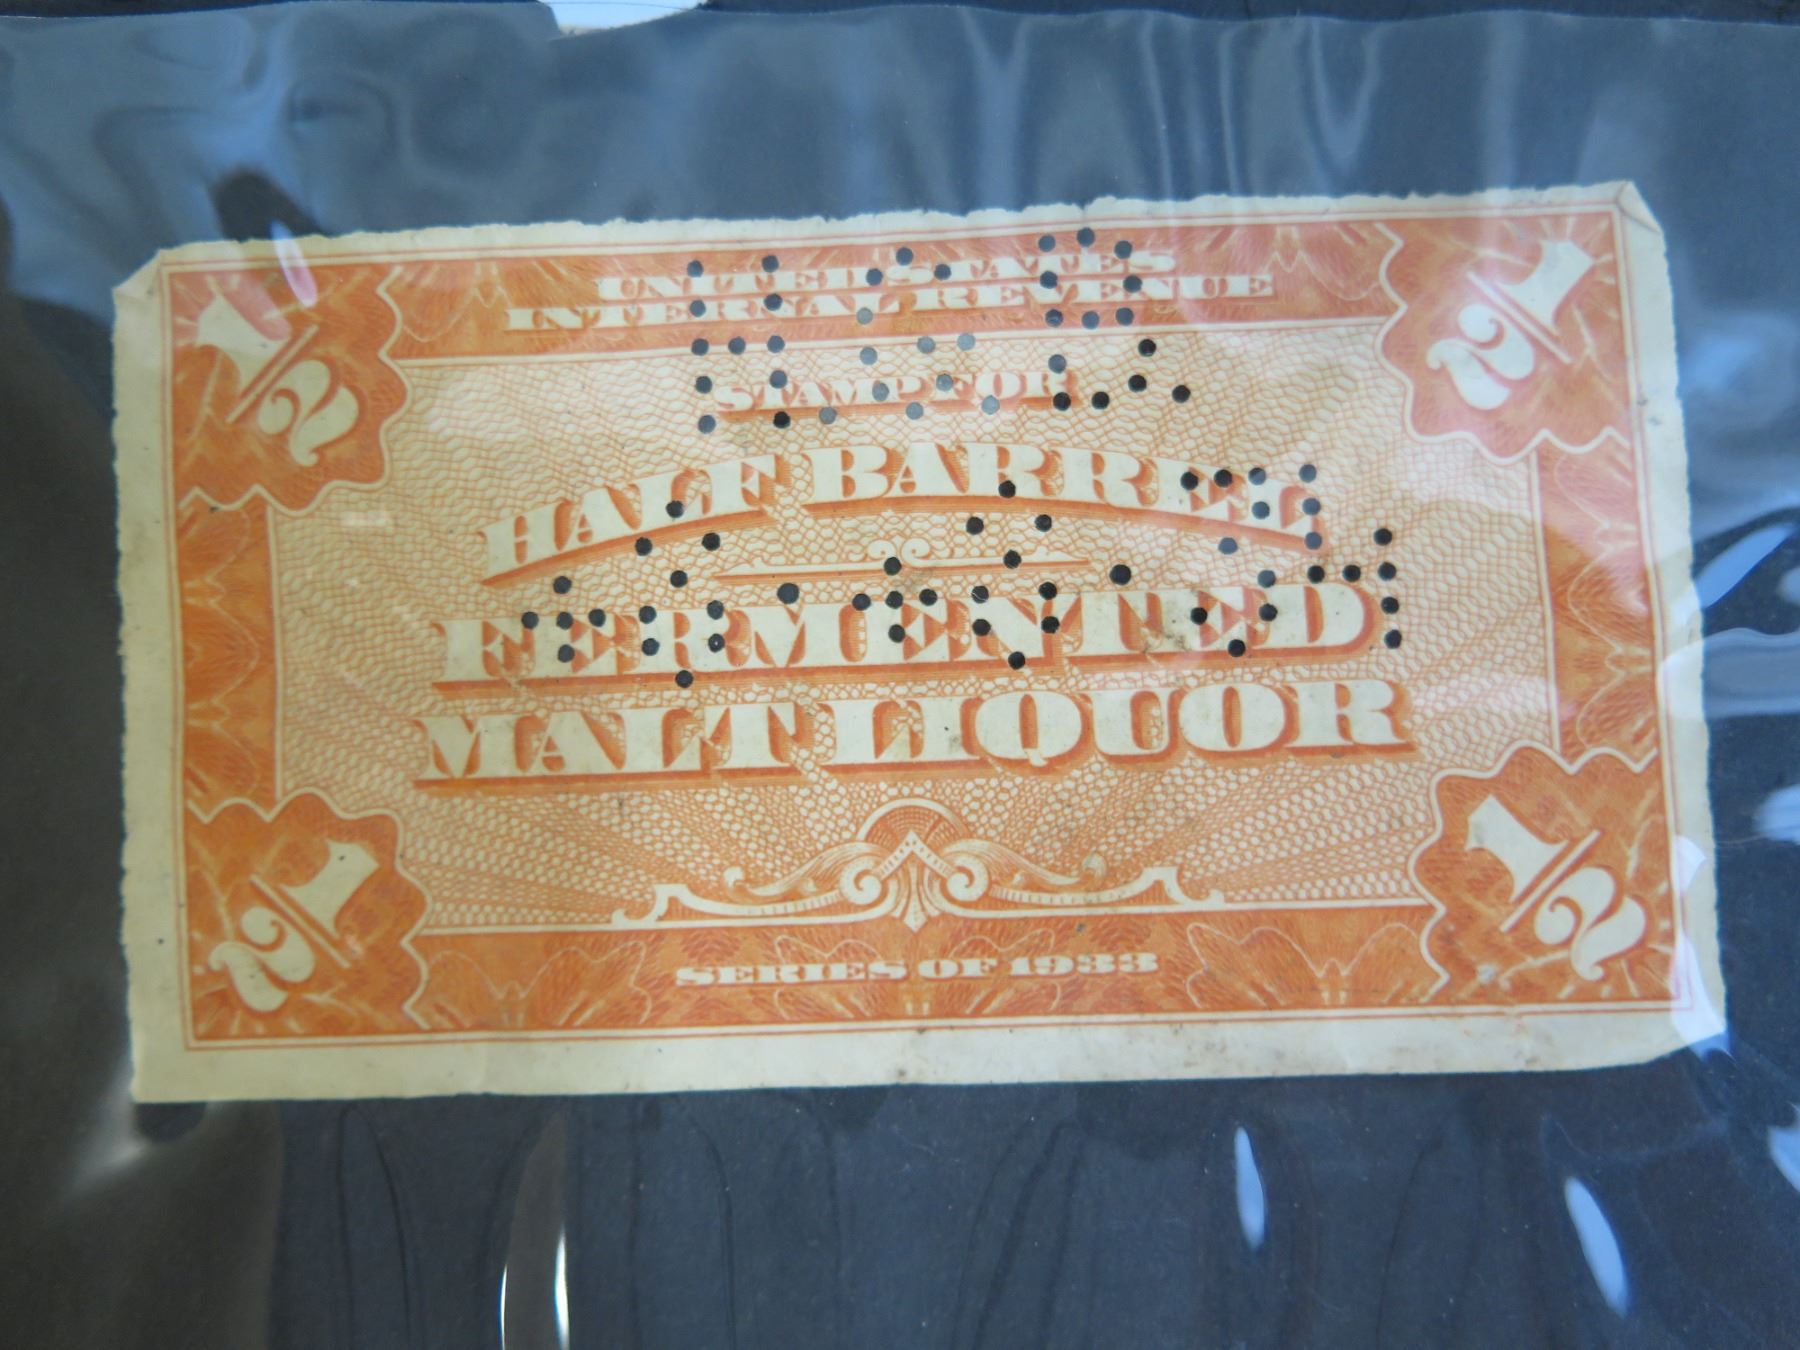 UNITED STATES
INTERNAL REVENUE
STAMP FOR
HALF BARREL
FERMENTED
MALT LIQUOR
SERIES OF 1933
1/2
1/2
1/2
1/2